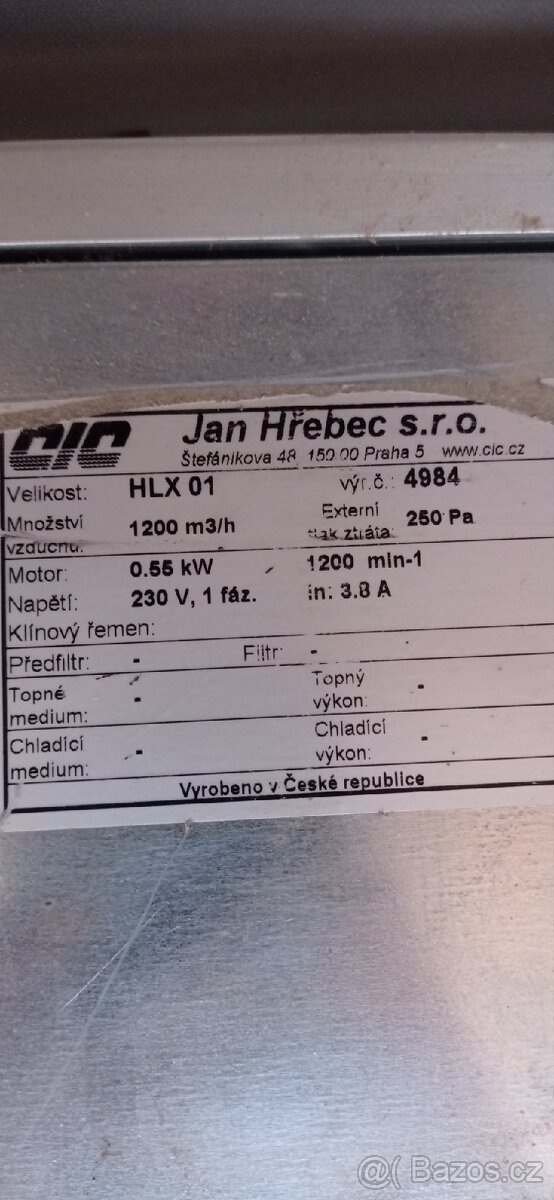 CIC Jan Hřebec s.r.o.
Štefánikova 48, 150 00 Praha 5 www.cic.cz
Velikost: HLX 01 výr.č.: 4984
Množství vzduchu: 1200 m3/h Externí tlak.ztráta: 250 Pa
Motor: 0.55 kW 1200 min-1
Napětí: 230 V, 1 fáz. In: 3.8 A
Klínový řemen:
Předfiltr: - Filtr: -
Topné medium: - Topný výkon: -
Chladící medium: - Chladící výkon: -
Vyrobeno v České republice
@( Bazos.cz